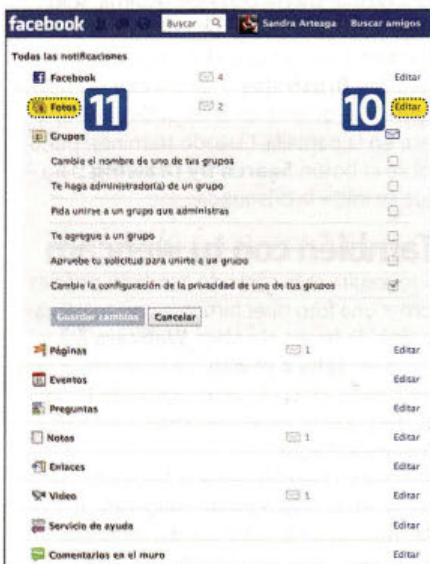 facebook Buscar Sandra Arteaga Buscar amigos
Todas las notificaciones
Facebook 4 Editar
Fotos 11 2 10 Editar
Grupos
Cambie el nombre de uno de tus grupos
Te haga administrador(a) de un grupo
Pida unirse a un grupo que administras
Te agregue a un grupo
Apruebe tu solicitud para unirte a un grupo
Cambie la configuración de la privacidad de uno de tus grupos
Guardar cambios Cancelar
Páginas 1 Editar
Eventos Editar
Preguntas Editar
Notas 1 Editar
Enlaces Editar
Video 1 Editar
Servicio de ayuda Editar
Comentarios en el muro Editar